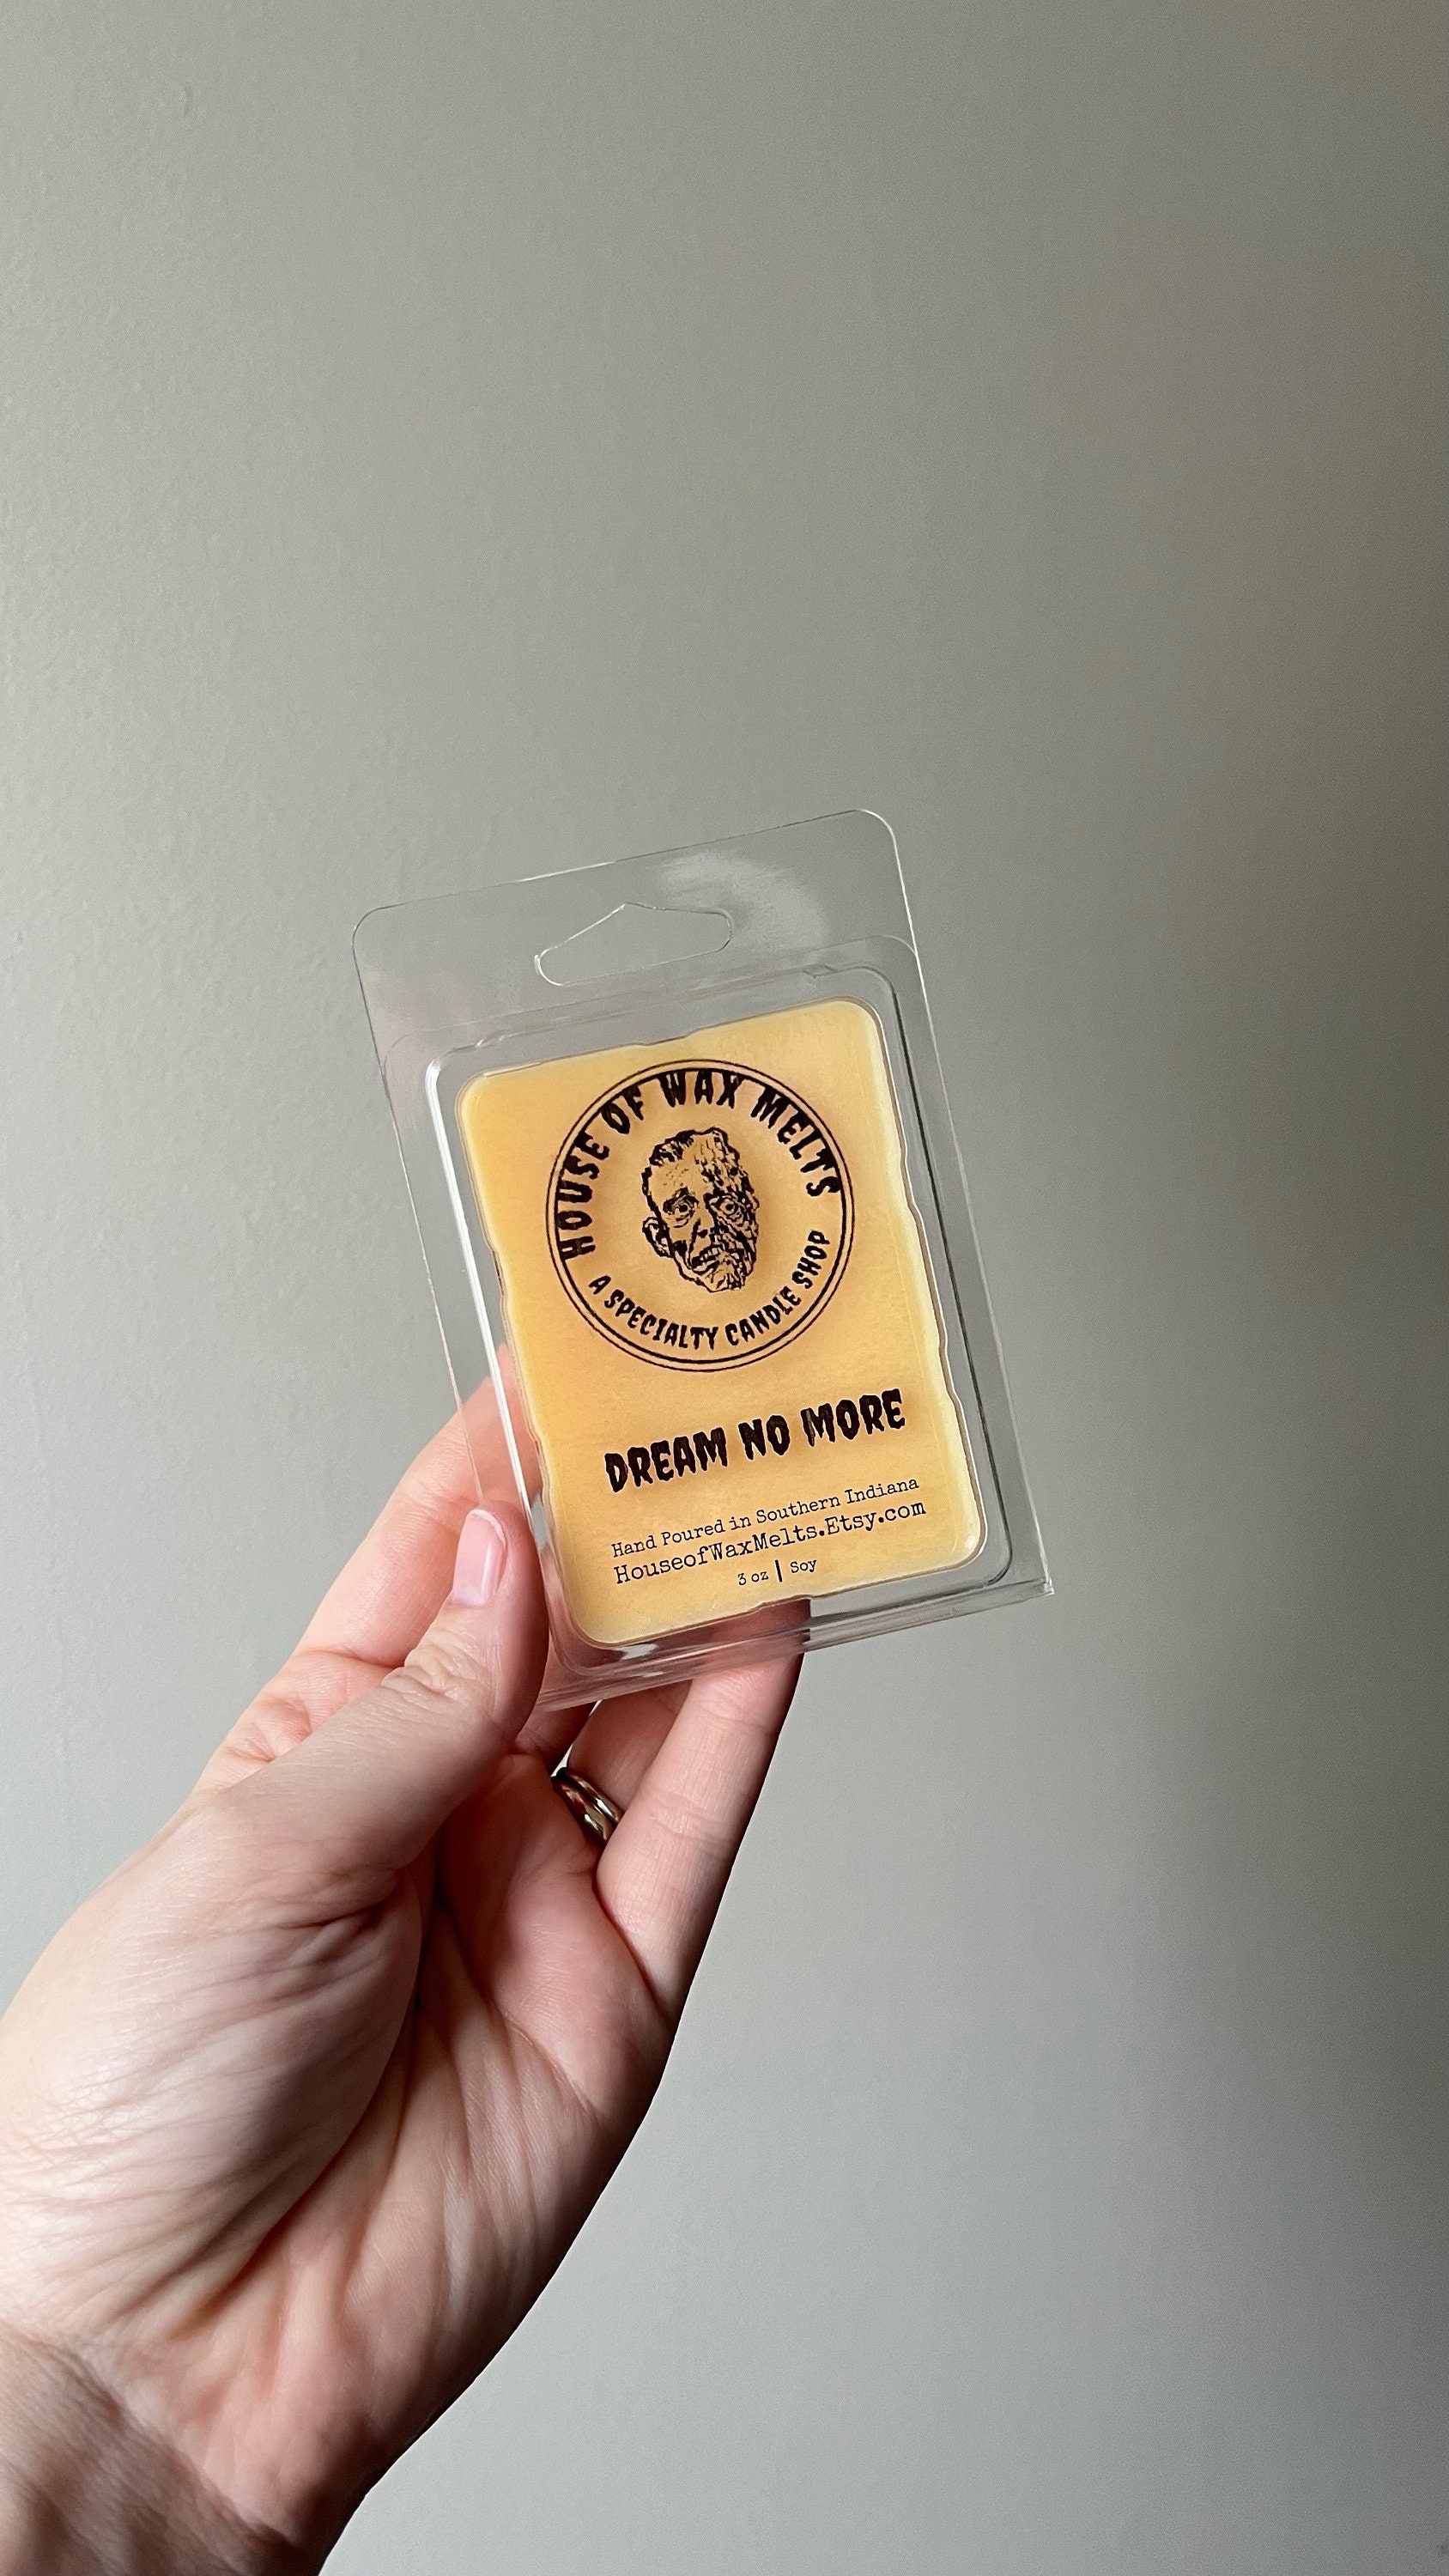 HOUSE OF WAX MELTS
A SPECIALTY CANDLE SHOP
DREAM NO MORE
Hand Poured in Southern Indiana
HouseofWaxMelts.Etsy.com
3 oz | Soy